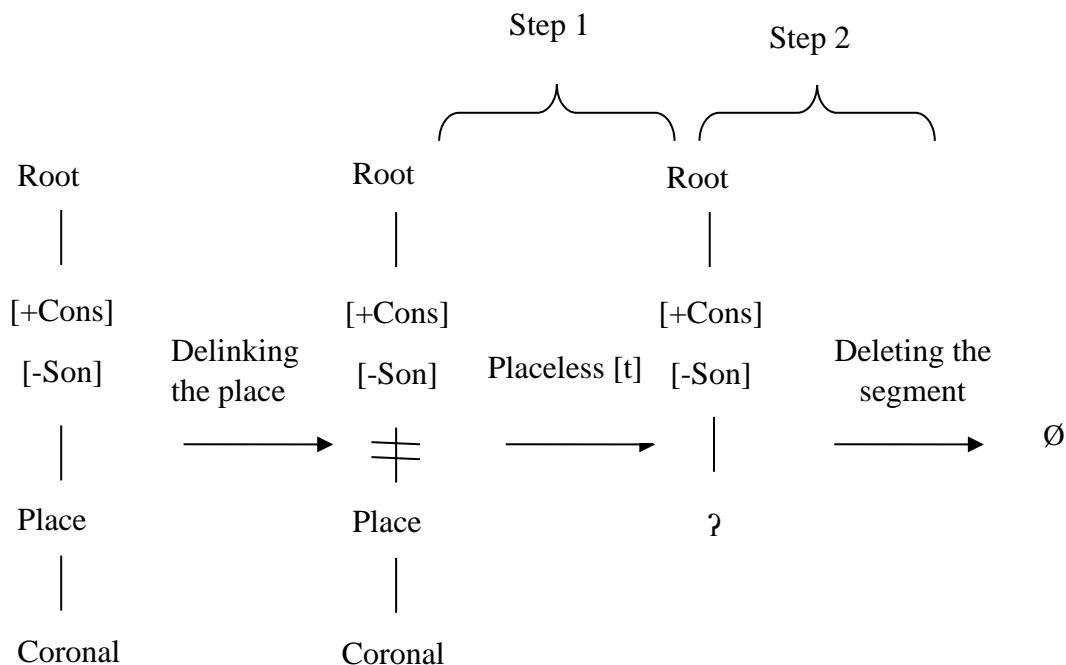 Step 1 Step 2
Root Root Root
[+Cons] [+Cons] [+Cons]
[-Son] Delinking the place [-Son] Placeless [t] [-Son] Deleting the segment
Ø
Place Place ʔ
Coronal Coronal